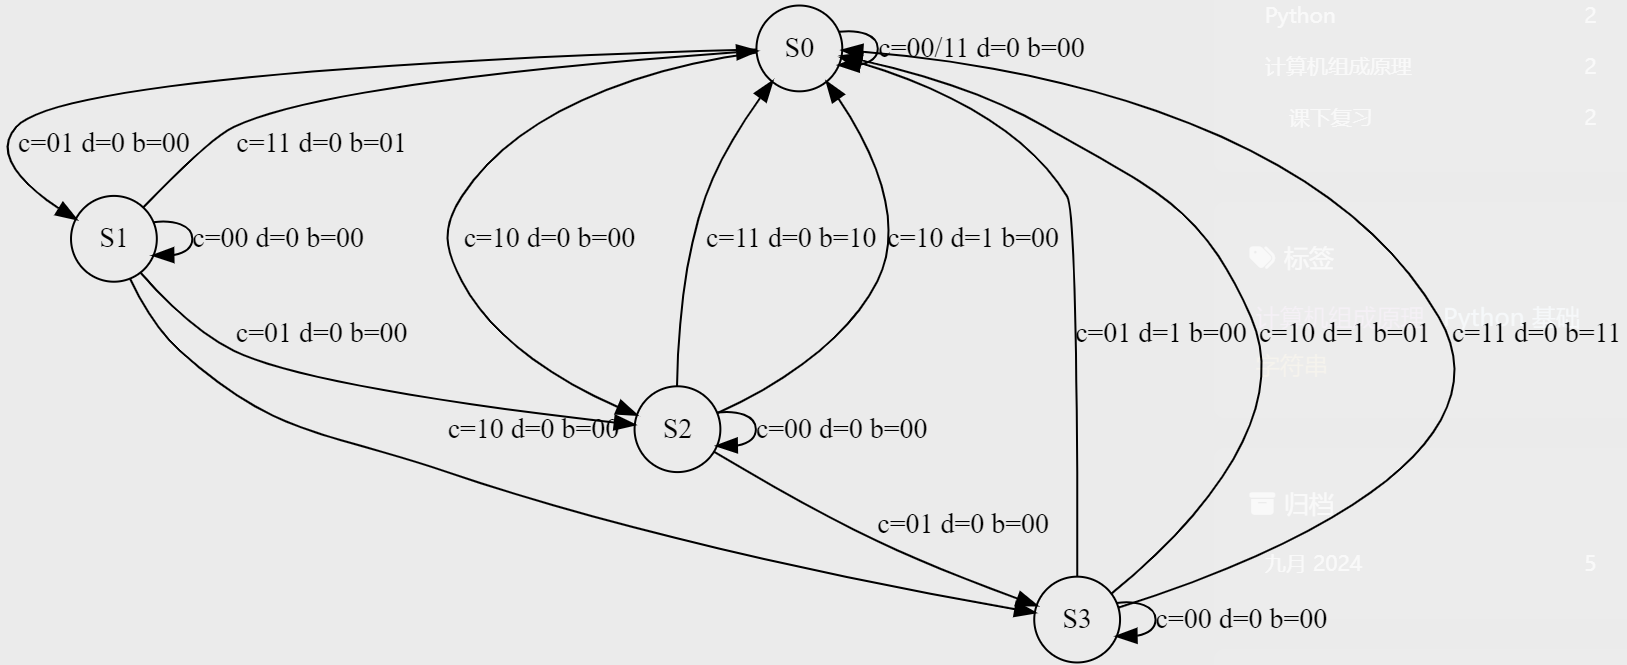 Python 2
S0
c=00/11 d=0 b=00
计算机组成原理 2
课下复习 2
c=01 d=0 b=00
c=11 d=0 b=01
S1
c=00 d=0 b=00
c=10 d=0 b=00
c=11 d=0 b=10
c=10 d=1 b=00
标签
计算机组成原理 Python 基础
c=01 d=0 b=00
c=01 d=1 b=00
c=10 d=1 b=01
c=11 d=0 b=11
字符串
c=10 d=0 b=00
S2
c=00 d=0 b=00
归档
c=01 d=0 b=00
九月 2024 5
S3
c=00 d=0 b=00